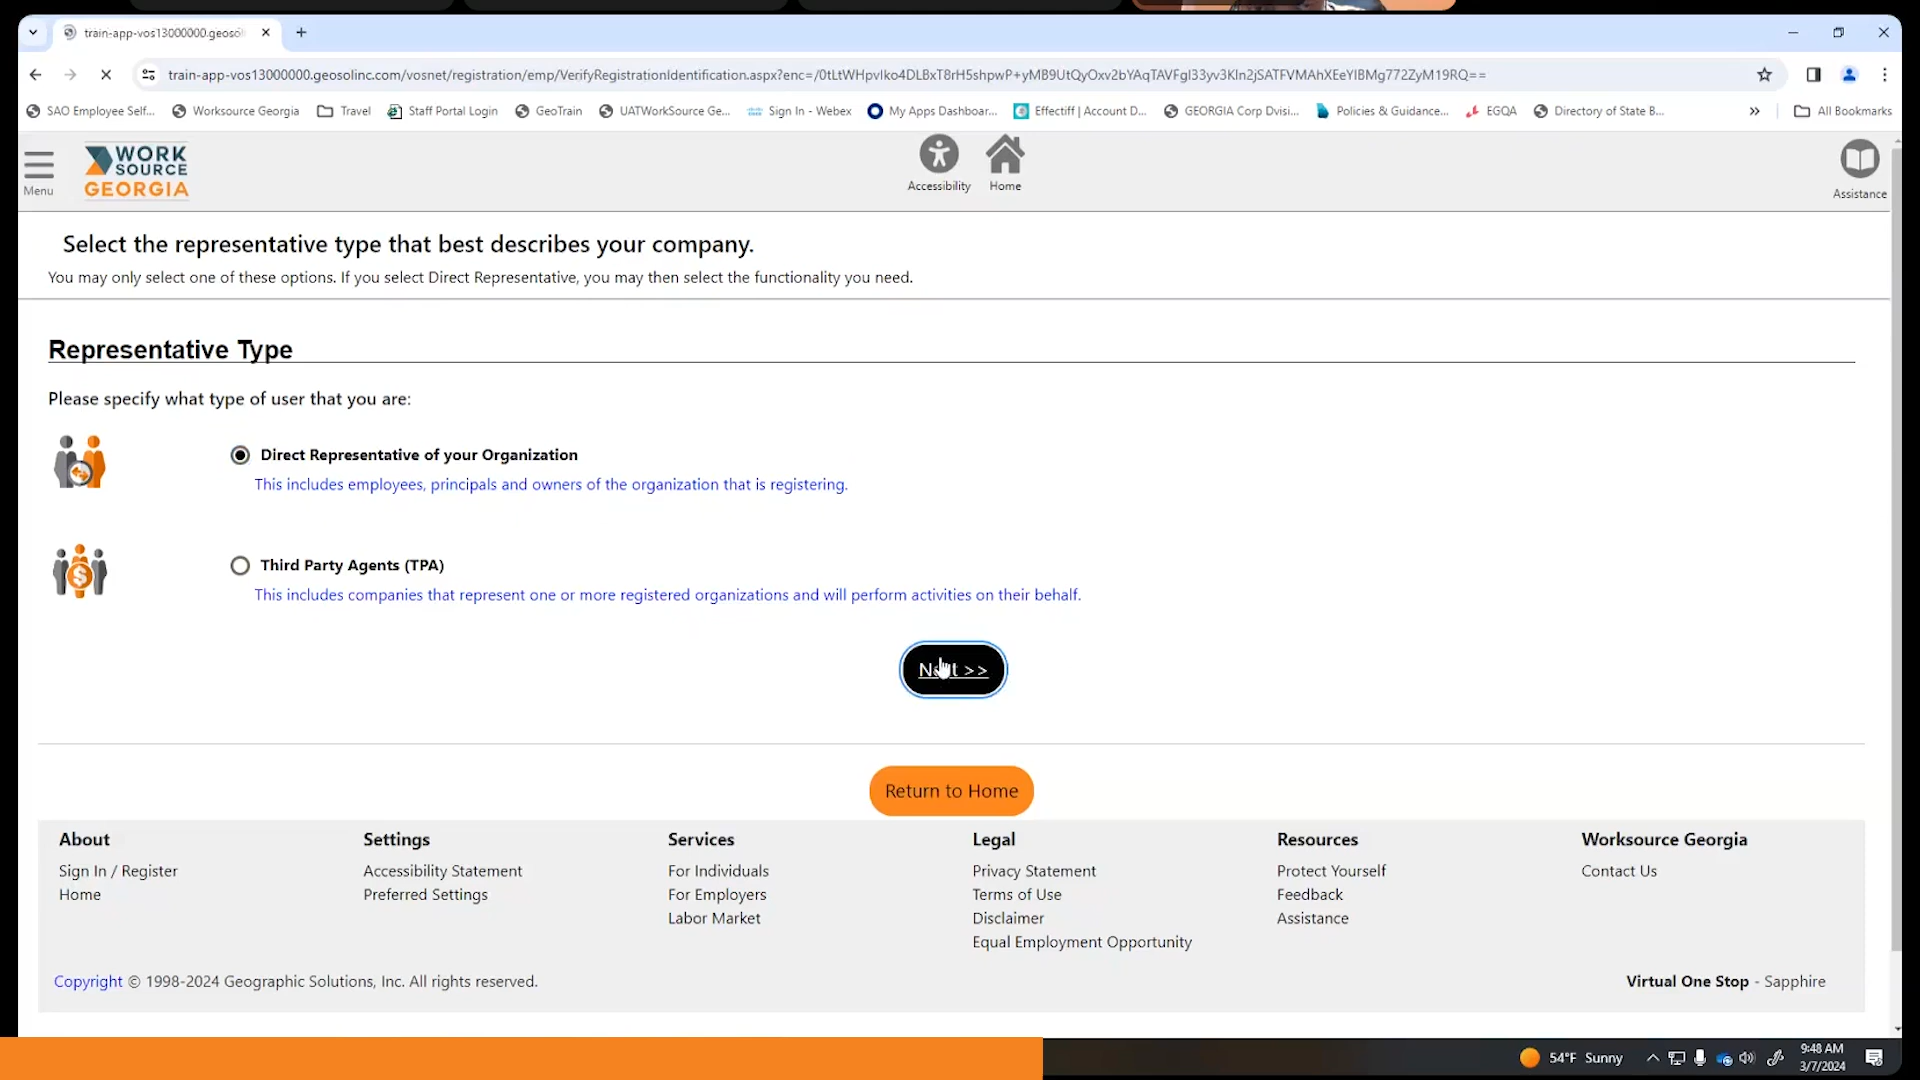 train-app-vos13000000.geosol
train-app-vos13000000.geosolinc.com/vosnet/registration/emp/VerifyRegistrationIdentification.aspx?enc=/0tLtWHpvIko4DLBxT8rH5shpwP+yMB9UtQyOxv2bYAqTAVFgI33yv3KIn2jSATFVMAhXEeYIBMg772ZyM19RQ==
SAO Employee Self... Worksource Georgia Travel Staff Portal Login GeoTrain UATWorkSource Ge... Sign In - Webex My Apps Dashboar... Effectiff | Account D... GEORGIA Corp Dvisi... Policies & Guidance... EGQA Directory of State B... All Bookmarks
Menu
WORK
SOURCE
GEORGIA
Accessibility
Home
Assistance
Select the representative type that best describes your company.
You may only select one of these options. If you select Direct Representative, you may then select the functionality you need.
Representative Type
Please specify what type of user that you are:
Direct Representative of your Organization
This includes employees, principals and owners of the organization that is registering.
Third Party Agents (TPA)
This includes companies that represent one or more registered organizations and will perform activities on their behalf.
Next >>
Return to Home
About Settings Services Legal Resources Worksource Georgia
Sign In / Register Accessibility Statement For Individuals Privacy Statement Protect Yourself Contact Us
Home Preferred Settings For Employers Terms of Use Feedback
Labor Market Disclaimer Assistance
Equal Employment Opportunity
Copyright © 1998-2024 Geographic Solutions, Inc. All rights reserved.
Virtual One Stop - Sapphire
54°F Sunny
9:48 AM
3/7/2024